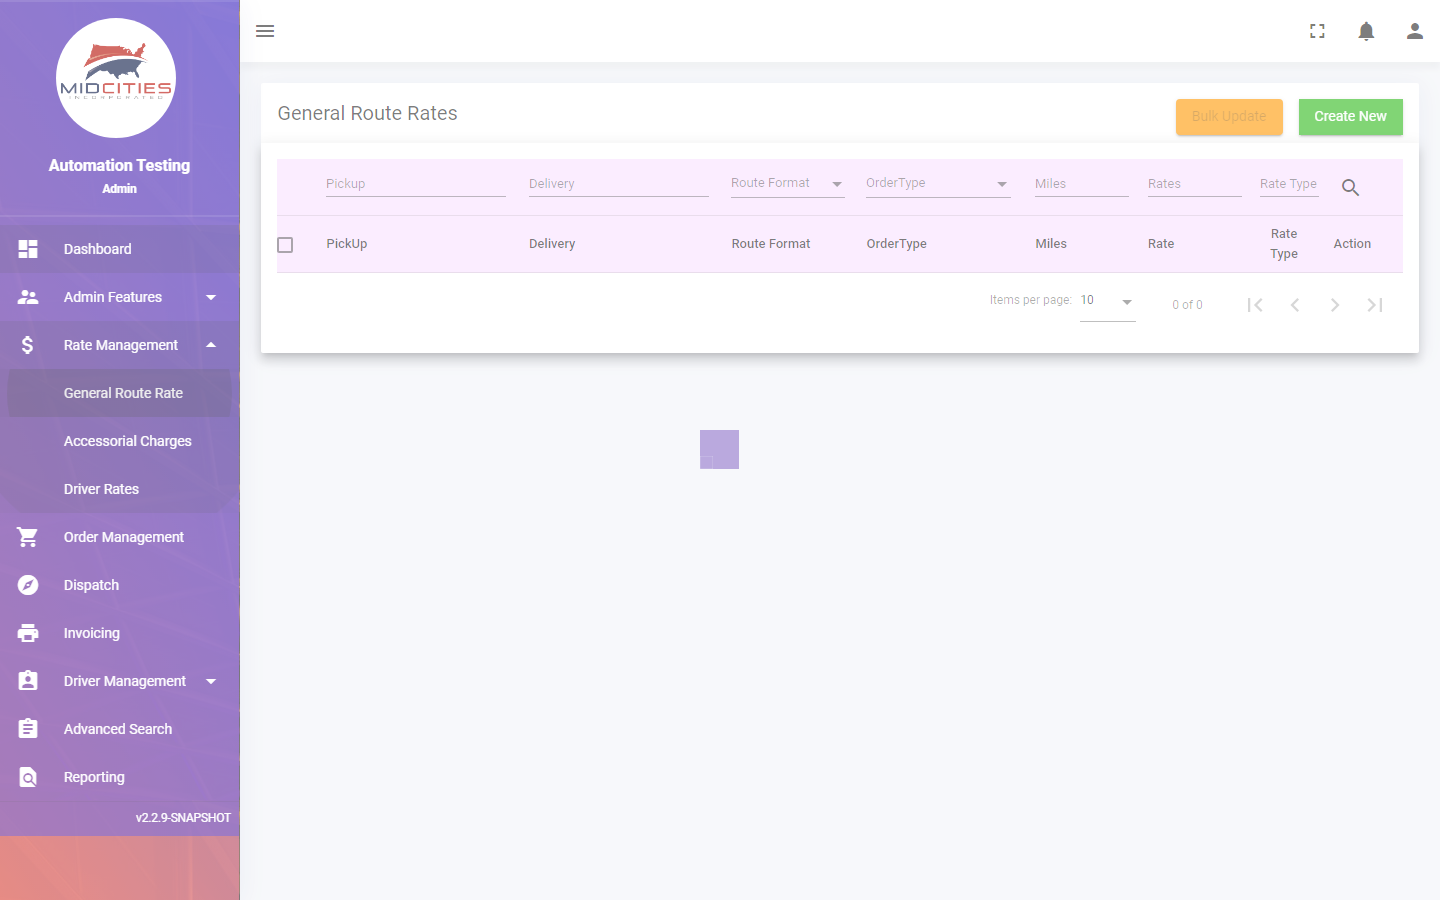 MIDCITIES
INCORPORATED
Automation Testing
Admin
Dashboard
Admin Features
Rate Management
General Route Rate
Accessorial Charges
Driver Rates
Order Management
Dispatch
Invoicing
Driver Management
Advanced Search
Reporting
v2.2.9-SNAPSHOT
General Route Rates
Bulk Update
Create New
Pickup Delivery Route Format OrderType Miles Rates Rate Type
PickUp Delivery Route Format OrderType Miles Rate Rate Type Action
Items per page: 10 0 of 0